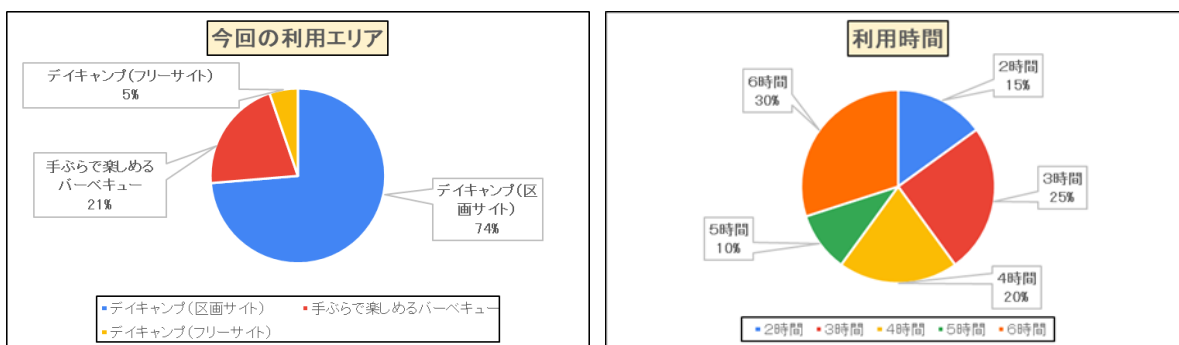 今回の利用エリア
デイキャンプ(フリーサイト)
5%
手ぶらで楽しめる
バーベキュー
21%
デイキャンプ(区
画サイト)
74%
デイキャンプ(区画サイト)
手ぶらで楽しめるバーベキュー
デイキャンプ(フリーサイト)
利用時間
2時間
15%
6時間
30%
3時間
25%
5時間
10%
4時間
20%
2時間 3時間 4時間 5時間 6時間